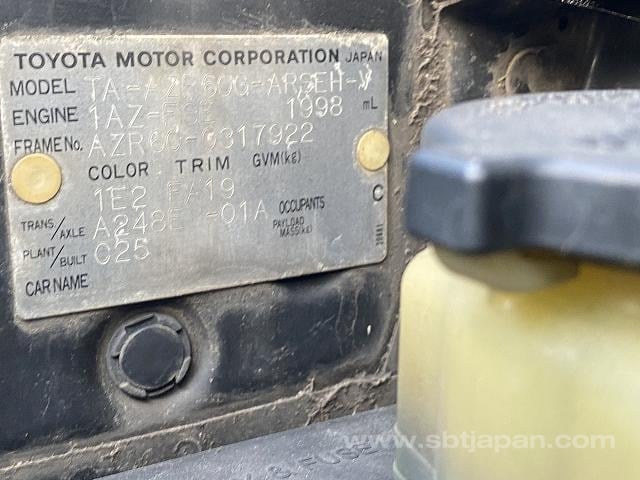 TOYOTA MOTOR CORPORATION JAPAN
MODEL TA-AZR60G-ARSEH-V
ENGINE 1AZ-FSE 1998 mL
FRAME No. AZR60-0317922
COLOR TRIM GVM(kg)
1E2 FA19 C
TRANS/AXLE A248E -01A OCCUPANTS
PAYLOAD MASS(kg)
PLANT/BUILT C25
CAR NAME
& FUSE
www.sbtjapan.com